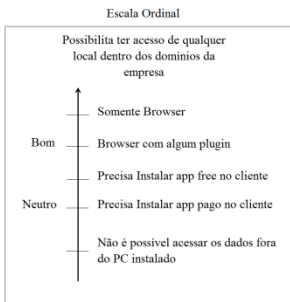 Escala Ordinal
Possibilita ter acesso de qualquer
local dentro dos domínios da
empresa
Somente Browser
Bom
Browser com algum plugin
Precisa Instalar app free no cliente
Neutro
Precisa Instalar app pago no cliente
Não é possivel acessar os dados fora
do PC instalado